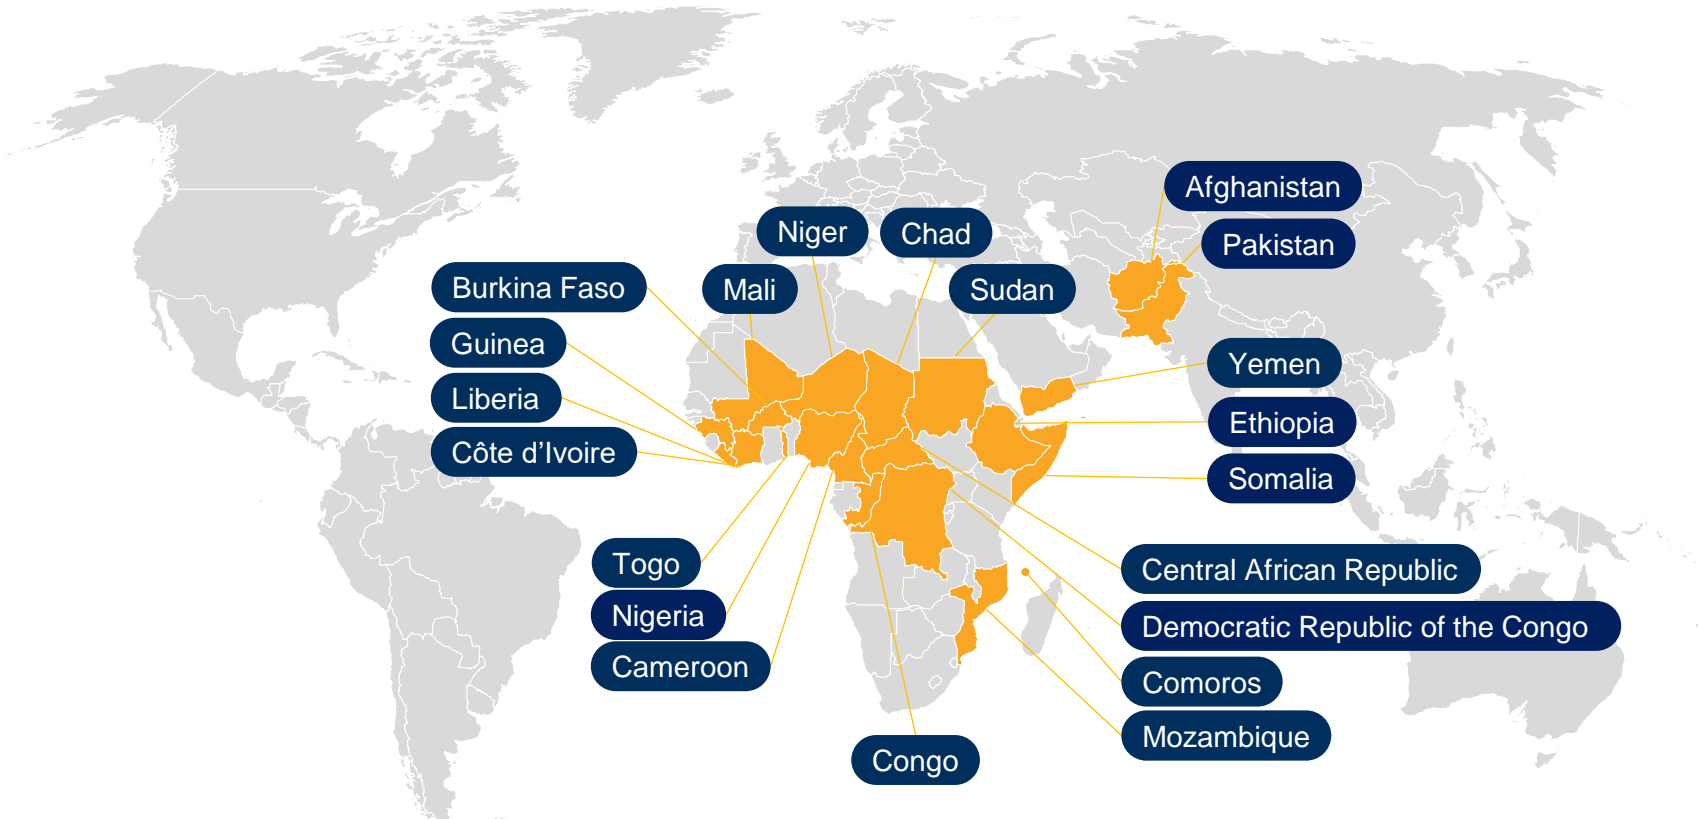 Afghanistan
Niger
Chad
Pakistan
Burkina Faso
Mali
Sudan
Guinea
Yemen
Liberia
Ethiopia
Côte d’Ivoire
Somalia
Togo
Central African Republic
Nigeria
Democratic Republic of the Congo
Cameroon
Comoros
Mozambique
Congo